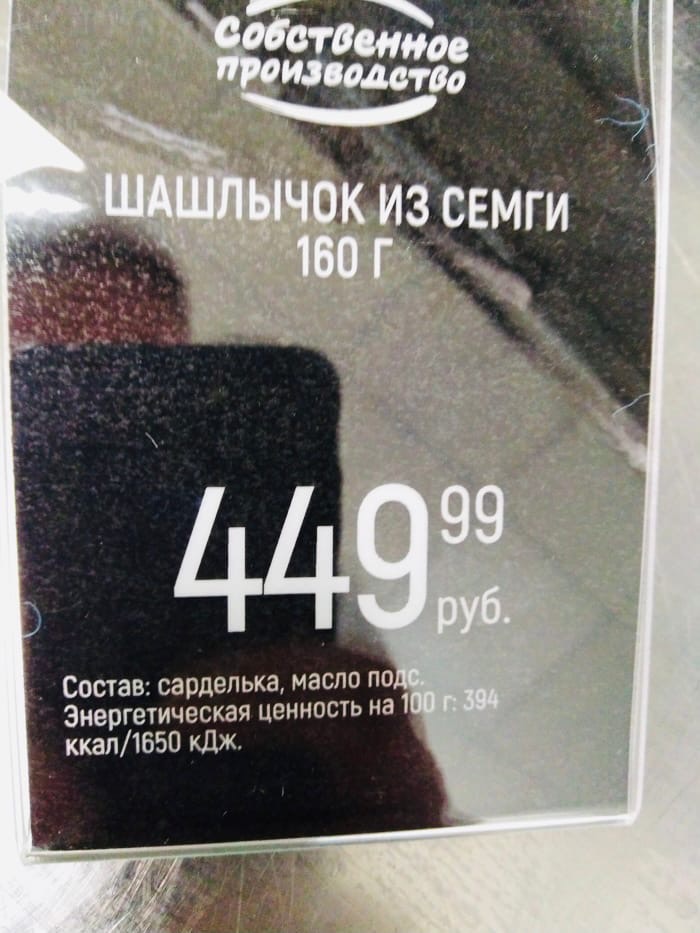 Собственное
производство
ШАШЛЫЧОК ИЗ СЕМГИ
160 Г
449 99
руб.
Состав: сарделька, масло подс.
Энергетическая ценность на 100 г: 394
ккал/1650 кДж.